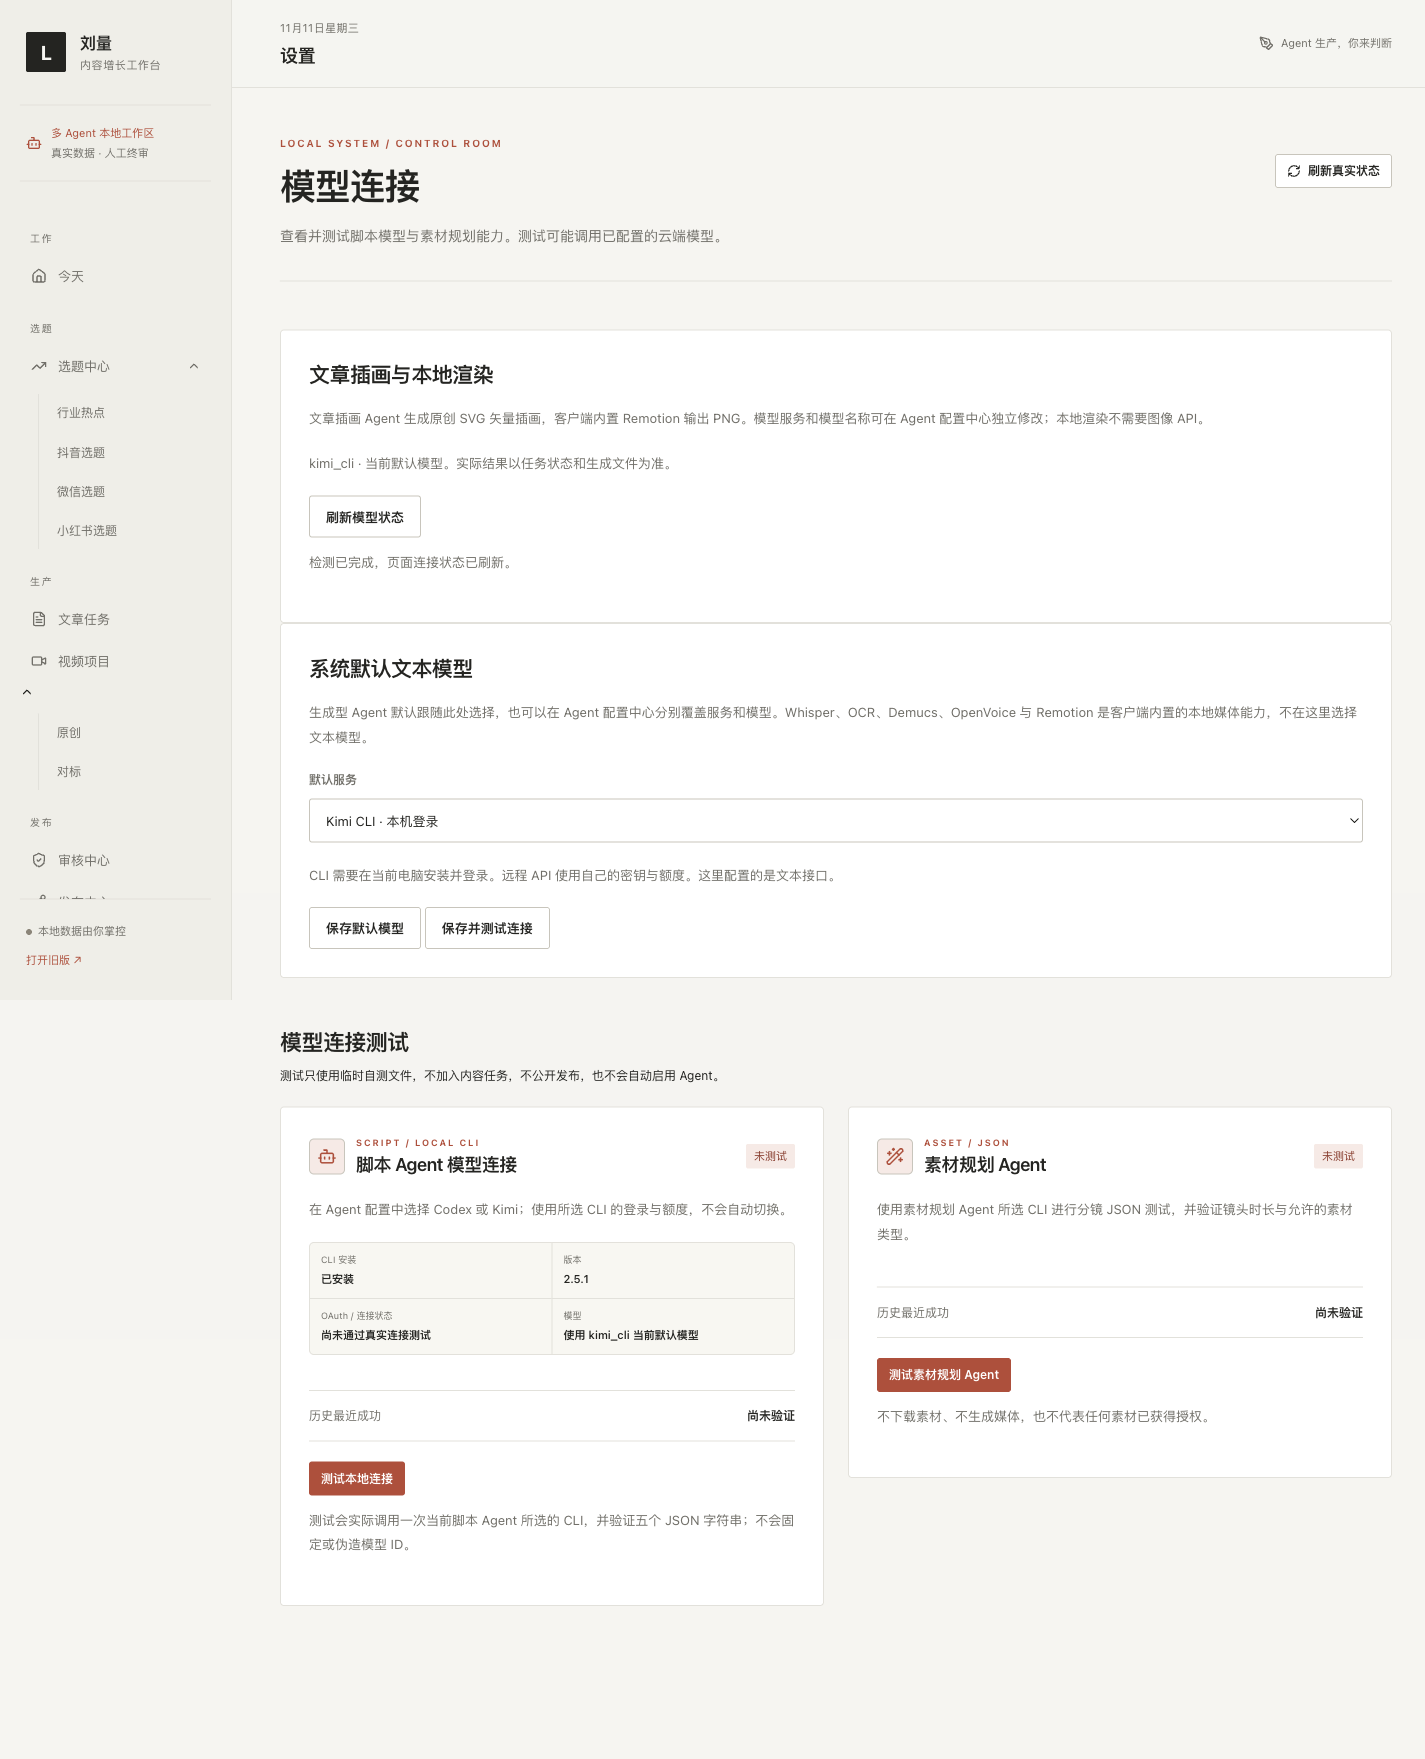 L
刘量
内容增长工作台
多 Agent 本地工作区
真实数据 · 人工终审
工作
今天
选题
选题中心
行业热点
抖音选题
微信选题
小红书选题
生产
文章任务
视频项目
原创
对标
发布
审核中心
本地数据由你掌控
打开旧版 ↗
11月11日星期三
设置
Agent 生产，你来判断
LOCAL SYSTEM / CONTROL ROOM
模型连接
查看并测试脚本模型与素材规划能力。测试可能调用已配置的云端模型。
刷新真实状态
文章插画与本地渲染
文章插画 Agent 生成原创 SVG 矢量插画，客户端内置 Remotion 输出 PNG。模型服务和模型名称可在 Agent 配置中心独立修改；本地渲染不需要图像 API。
kimi_cli · 当前默认模型。实际结果以任务状态和生成文件为准。
刷新模型状态
检测已完成，页面连接状态已刷新。
系统默认文本模型
生成型 Agent 默认跟随此处选择，也可以在 Agent 配置中心分别覆盖服务和模型。Whisper、OCR、Demucs、OpenVoice 与 Remotion 是客户端内置的本地媒体能力，不在这里选择
文本模型。
默认服务
Kimi CLI · 本机登录
CLI 需要在当前电脑安装并登录。远程 API 使用自己的密钥与额度。这里配置的是文本接口。
保存默认模型
保存并测试连接
模型连接测试
测试只使用临时自测文件，不加入内容任务，不公开发布，也不会自动启用 Agent。
SCRIPT / LOCAL CLI
脚本 Agent 模型连接
未测试
在 Agent 配置中选择 Codex 或 Kimi；使用所选 CLI 的登录与额度，不会自动切换。
CLI 安装
已安装
版本
2.5.1
OAuth / 连接状态
尚未通过真实连接测试
模型
使用 kimi_cli 当前默认模型
历史最近成功
尚未验证
测试本地连接
测试会实际调用一次当前脚本 Agent 所选的 CLI，并验证五个 JSON 字符串；不会固
定或伪造模型 ID。
ASSET / JSON
素材规划 Agent
未测试
使用素材规划 Agent 所选 CLI 进行分镜 JSON 测试，并验证镜头时长与允许的素材
类型。
历史最近成功
尚未验证
测试素材规划 Agent
不下载素材、不生成媒体，也不代表任何素材已获得授权。